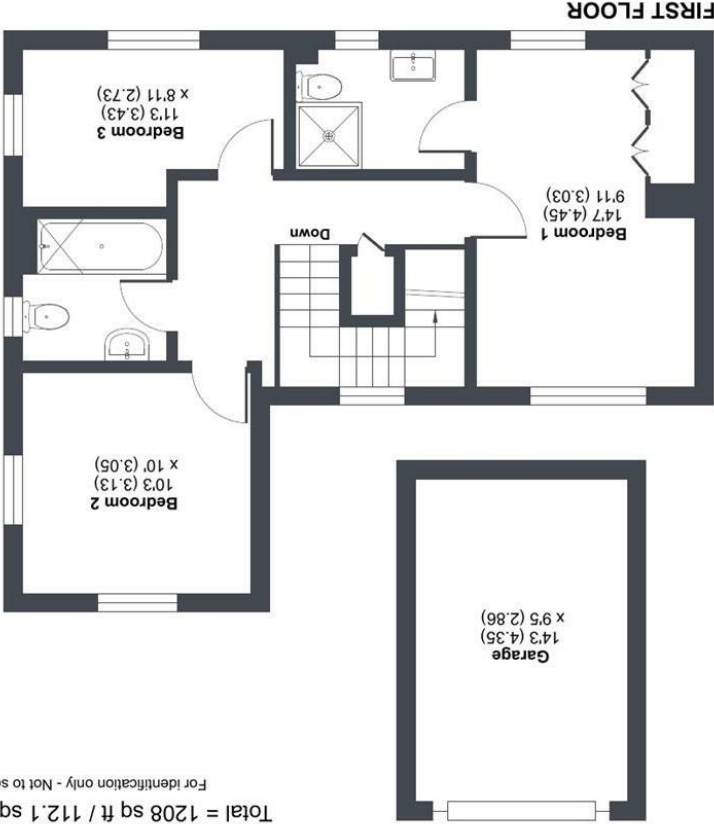 Total = 1208 sq ft / 112.1 sq
For identification only - Not to sc
Garage
14'3 (4.35)
x 9'5 (2.86)
Bedroom 2
10'3 (3.13)
x 10' (3.05)
Bedroom 1
14'7 (4.45)
9'11 (3.03)
Down
Bedroom 3
11'3 (3.43)
x 8'11 (2.73)
FIRST FLOOR